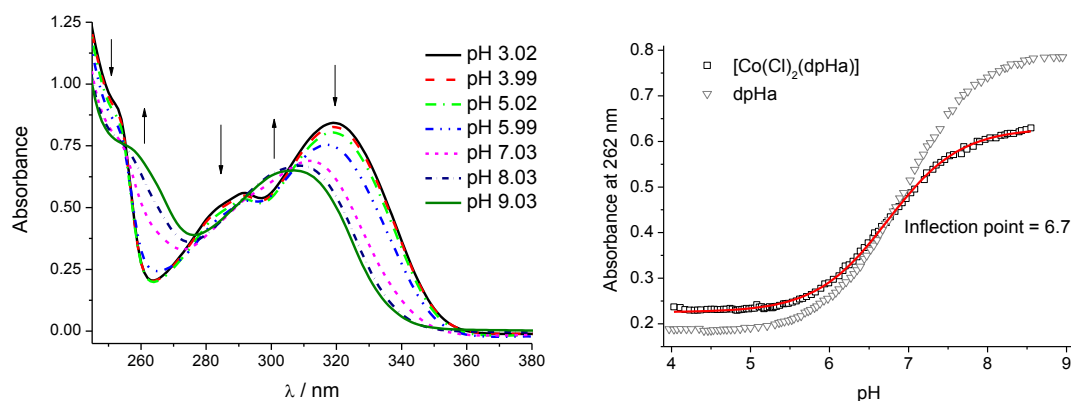 1.25
1.00
0.75
0.50
0.25
0.00
Absorbance
260 280 300 320 340 360 380
λ / nm
pH 3.02
pH 3.99
pH 5.02
pH 5.99
pH 7.03
pH 8.03
pH 9.03
0.8
0.7
0.6
0.5
0.4
0.3
0.2
Absorbance at 262 nm
[Co(Cl)₂(dpHa)]
dpHa
Inflection point = 6.7
4 5 6 7 8 9
pH